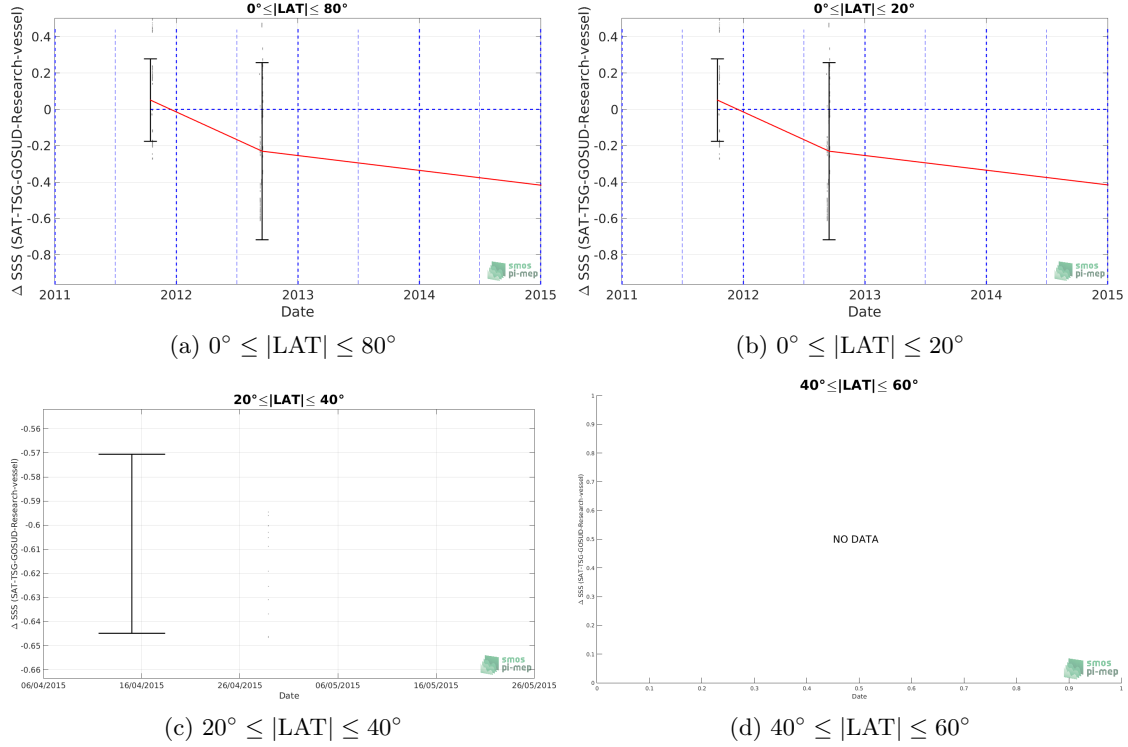 0°≤|LAT|≤ 80°
Δ SSS (SAT-TSG-GOSUD-Research-vessel)
0.4
0.2
0
-0.2
-0.4
-0.6
-0.8
smos
pi-mep
2011 2012 2013 2014 2015
Date
(a) 0° ≤ |LAT| ≤ 80°
0°≤|LAT|≤ 20°
Δ SSS (SAT-TSG-GOSUD-Research-vessel)
0.4
0.2
0
-0.2
-0.4
-0.6
-0.8
smos
pi-mep
2011 2012 2013 2014 2015
Date
(b) 0° ≤ |LAT| ≤ 20°
20°≤|LAT|≤ 40°
Δ SSS (SAT-TSG-GOSUD-Research-vessel)
-0.56
-0.57
-0.58
-0.59
-0.6
-0.61
-0.62
-0.63
-0.64
-0.65
-0.66
smos
pi-mep
06/04/2015 16/04/2015 26/04/2015 06/05/2015 16/05/2015 26/05/2015
Date
(c) 20° ≤ |LAT| ≤ 40°
40°≤|LAT|≤ 60°
Δ SSS (SAT-TSG-GOSUD-Research-vessel)
1
0.9
0.8
0.7
0.6
0.5
0.4
0.3
0.2
0.1
0
NO DATA
smos
pi-mep
0 0.1 0.2 0.3 0.4 0.5 0.6 0.7 0.8 0.9 1
Date
(d) 40° ≤ |LAT| ≤ 60°